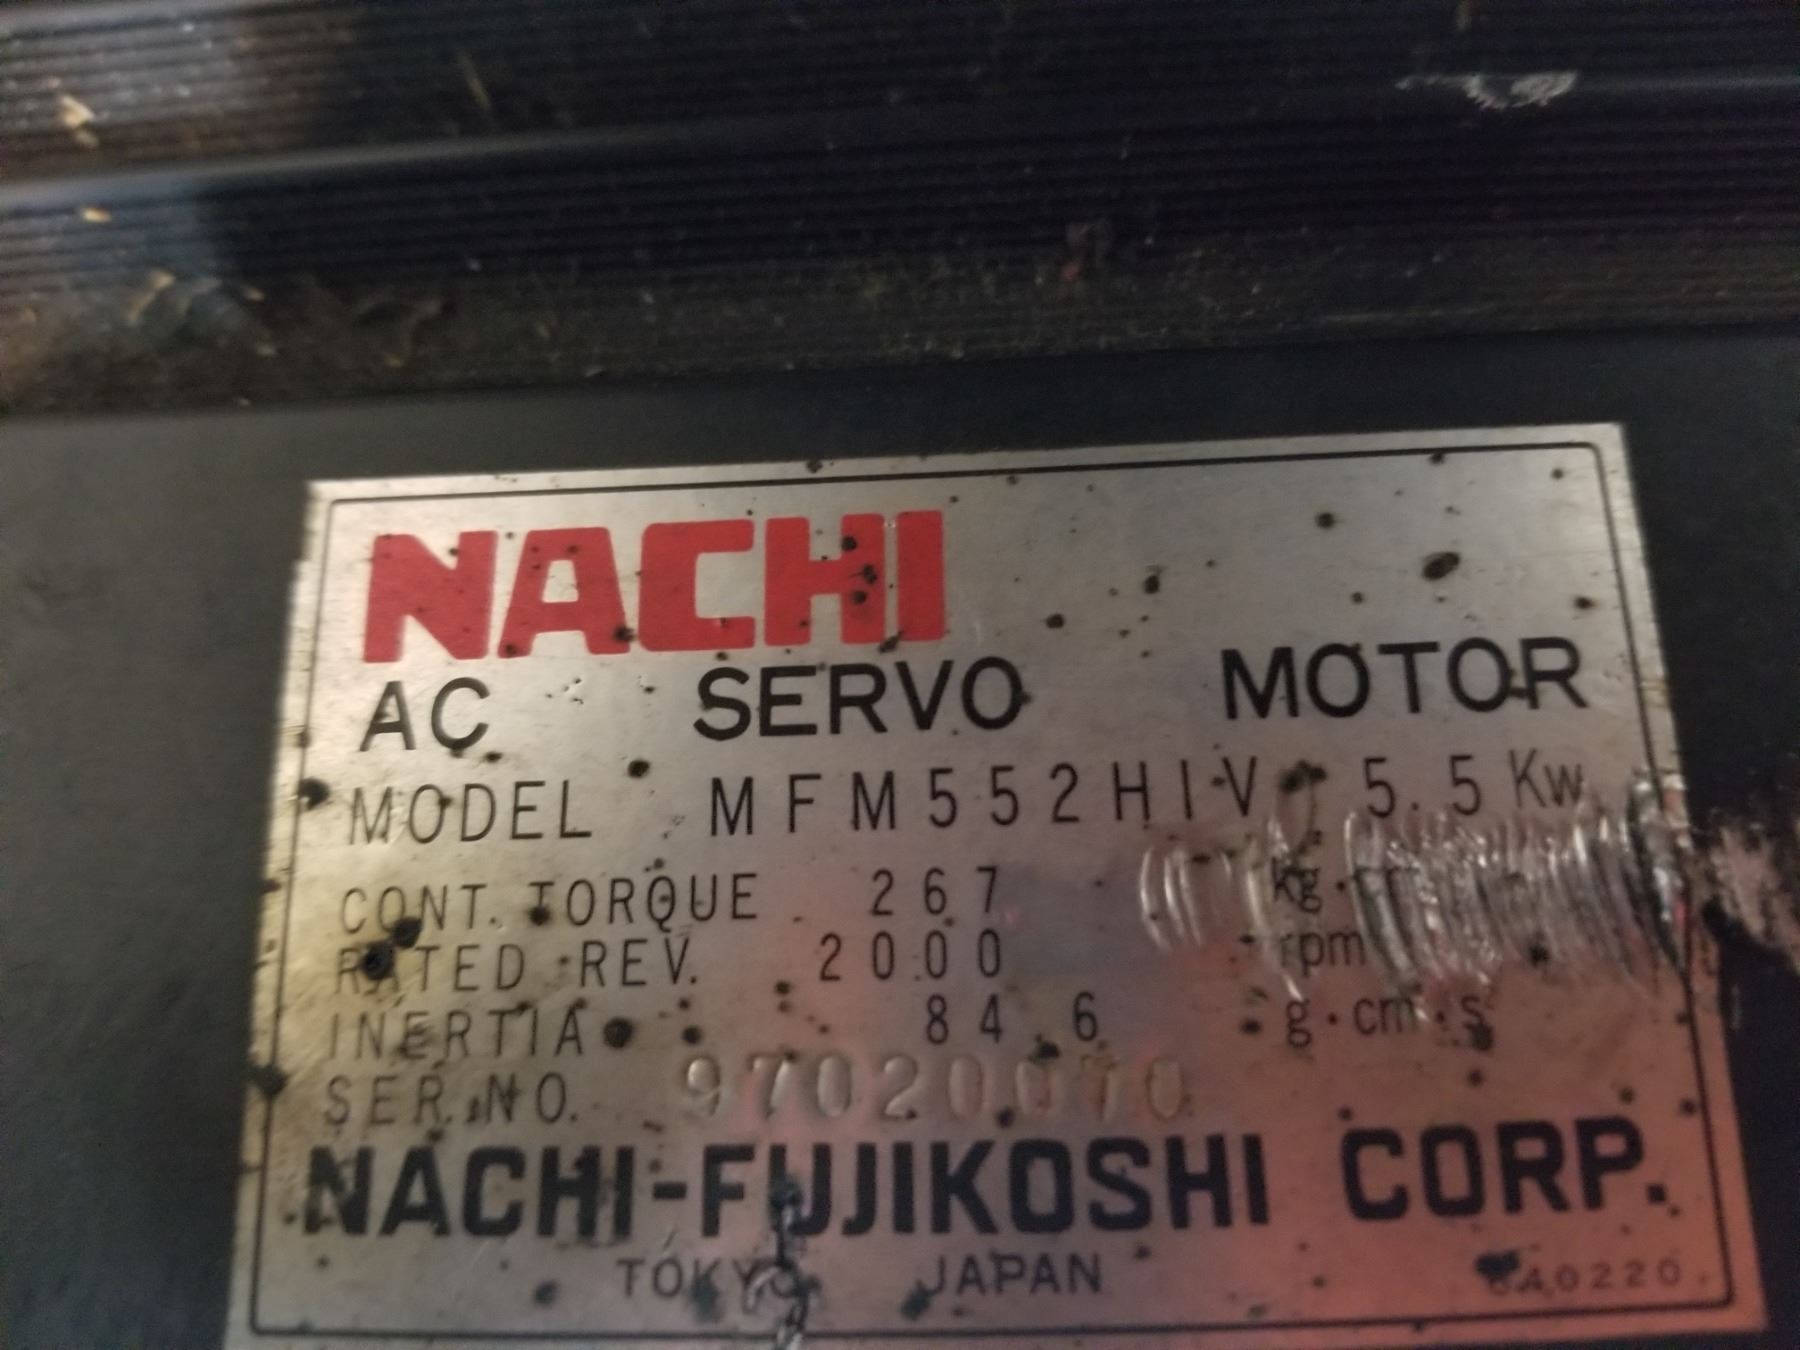 NACHI
AC SERVO MOTOR
MODEL MFM552HIV 5.5Kw
CONT. TORQUE 267
RATED REV. 2000 rpm
INERTIA 84.6 g·cm·s
SER.NO. 97020070
NACHI-FUJIKOSHI CORP.
TOKYO JAPAN